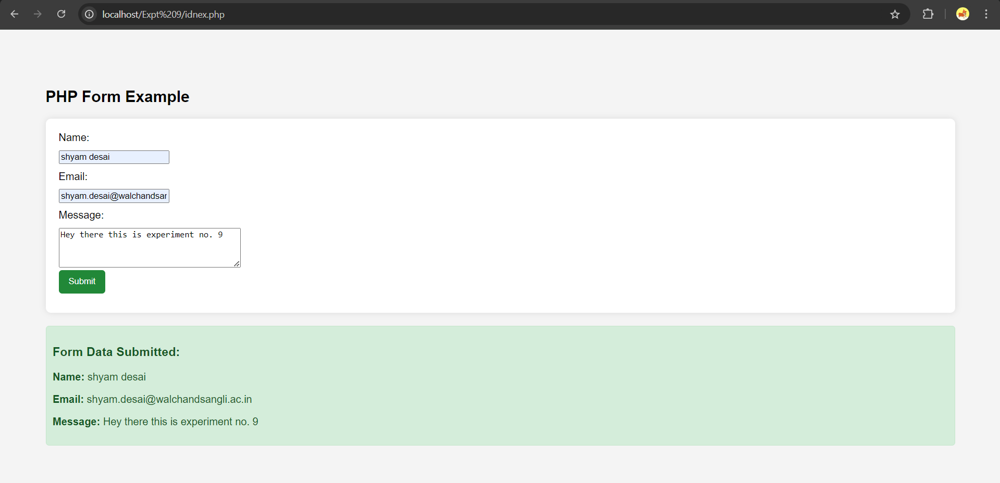 localhost/Expt%209/idnex.php
PHP Form Example
Name:
shyam desai
Email:
shyam.desai@walchandsar
Message:
Hey there this is experiment no. 9
Submit
Form Data Submitted:
Name: shyam desai
Email: shyam.desai@walchandsangli.ac.in
Message: Hey there this is experiment no. 9